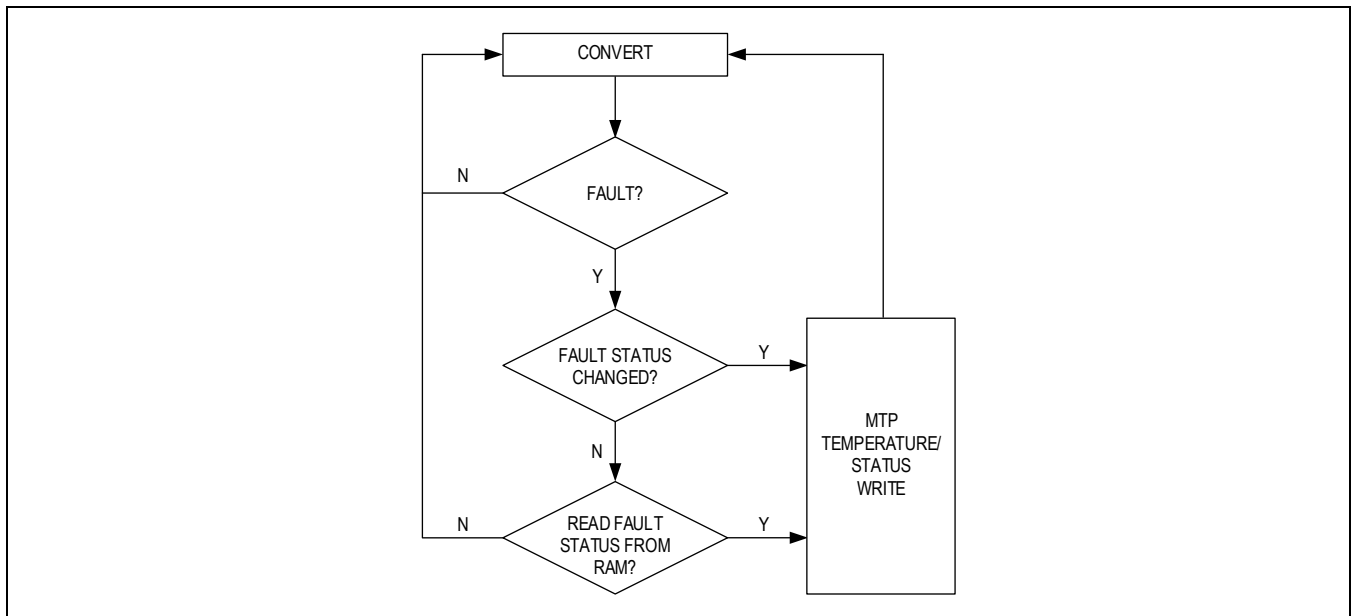 CONVERT
N
FAULT?
Y
FAULT STATUS
CHANGED?
Y
N
MTP
TEMPERATURE/
STATUS
WRITE
N
READ FAULT
STATUS FROM
RAM?
Y